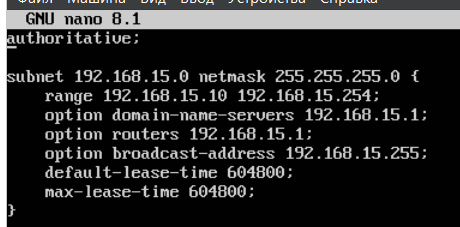 Файл Машина Вид Ввод Устройства Справка
GNU nano 8.1
authoritative;
subnet 192.168.15.0 netmask 255.255.255.0 {
range 192.168.15.10 192.168.15.254;
option domain-name-servers 192.168.15.1;
option routers 192.168.15.1;
option broadcast-address 192.168.15.255;
default-lease-time 604800;
max-lease-time 604800;
}